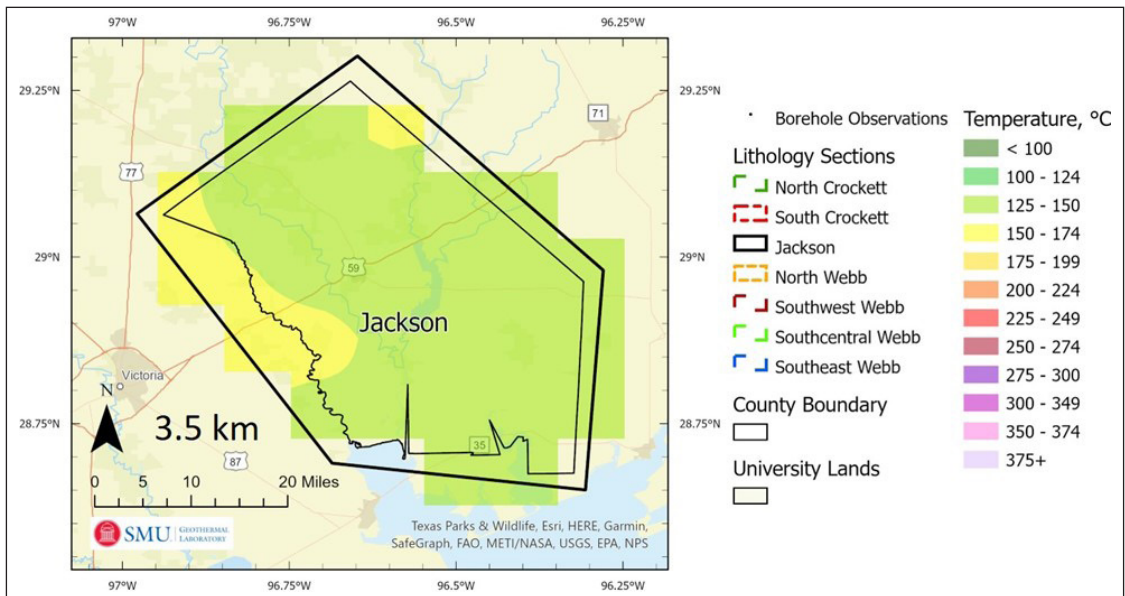 97°W 96.75°W 96.5°W 96.25°W
29.25°N 29.25°N
71
77
29°N 29°N
59
Jackson
Victoria
N
28.75°N 28.75°N
3.5 km
35
87
0 5 10 20 Miles
SMU. GEOTHERMAL
LABORATORY
Texas Parks & Wildlife, Esri, HERE, Garmin,
SafeGraph, FAO, METI/NASA, USGS, EPA, NPS
97°W 96.75°W 96.5°W 96.25°W
Borehole Observations
Lithology Sections
North Crockett
South Crockett
Jackson
North Webb
Southwest Webb
Southcentral Webb
Southeast Webb
County Boundary
University Lands
Temperature, °C
< 100
100 - 124
125 - 150
150 - 174
175 - 199
200 - 224
225 - 249
250 - 274
275 - 300
300 - 349
350 - 374
375+